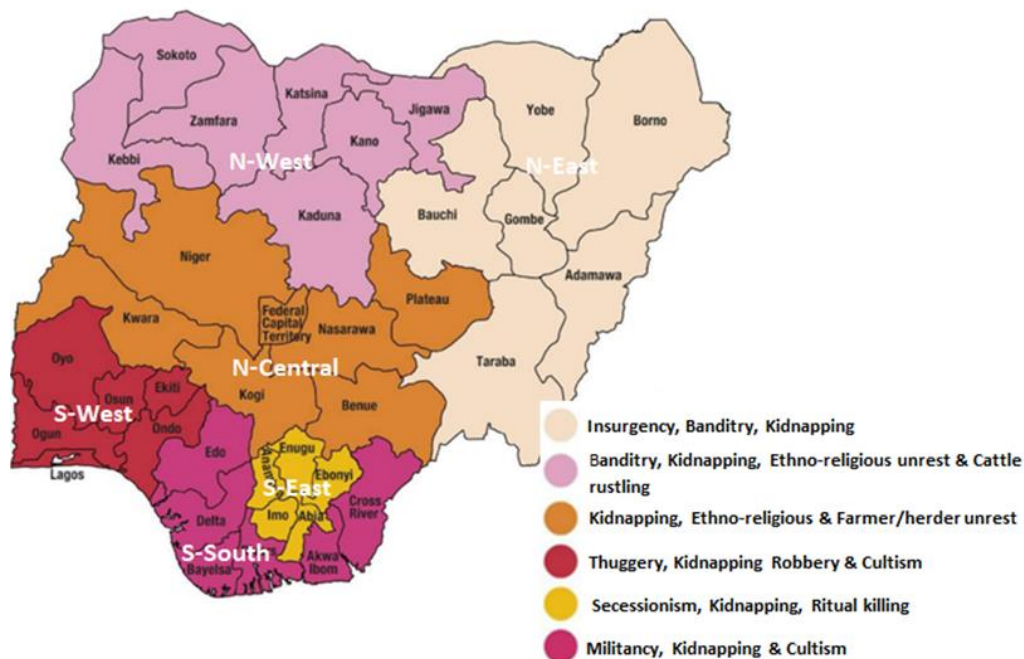 Sokoto
Katsina
Jigawa
Yobe
Borno
Zamfara
Kano
Kebbi
N-West
N-East
Kaduna
Bauchi
Gombe
Niger
Adamawa
Plateau
Federal
Capital
Territory
Nasarawa
Kwara
Taraba
Oyo
N-Central
Kogi
Benue
Ekiti
Osun
S-West
Ondo
Ogun
Edo
Enugu
Lagos
Ebonyi
S-East
Cross
River
Imo
Abia
Delta
S-South
Akwa
Ibom
Bayelsa
Insurgency, Banditry, Kidnapping
Banditry, Kidnapping, Ethno-religious unrest & Cattle
rustling
Kidnapping, Ethno-religious & Farmer/herder unrest
Thuggery, Kidnapping Robbery & Cultism
Secessionism, Kidnapping, Ritual killing
Militancy, Kidnapping & Cultism